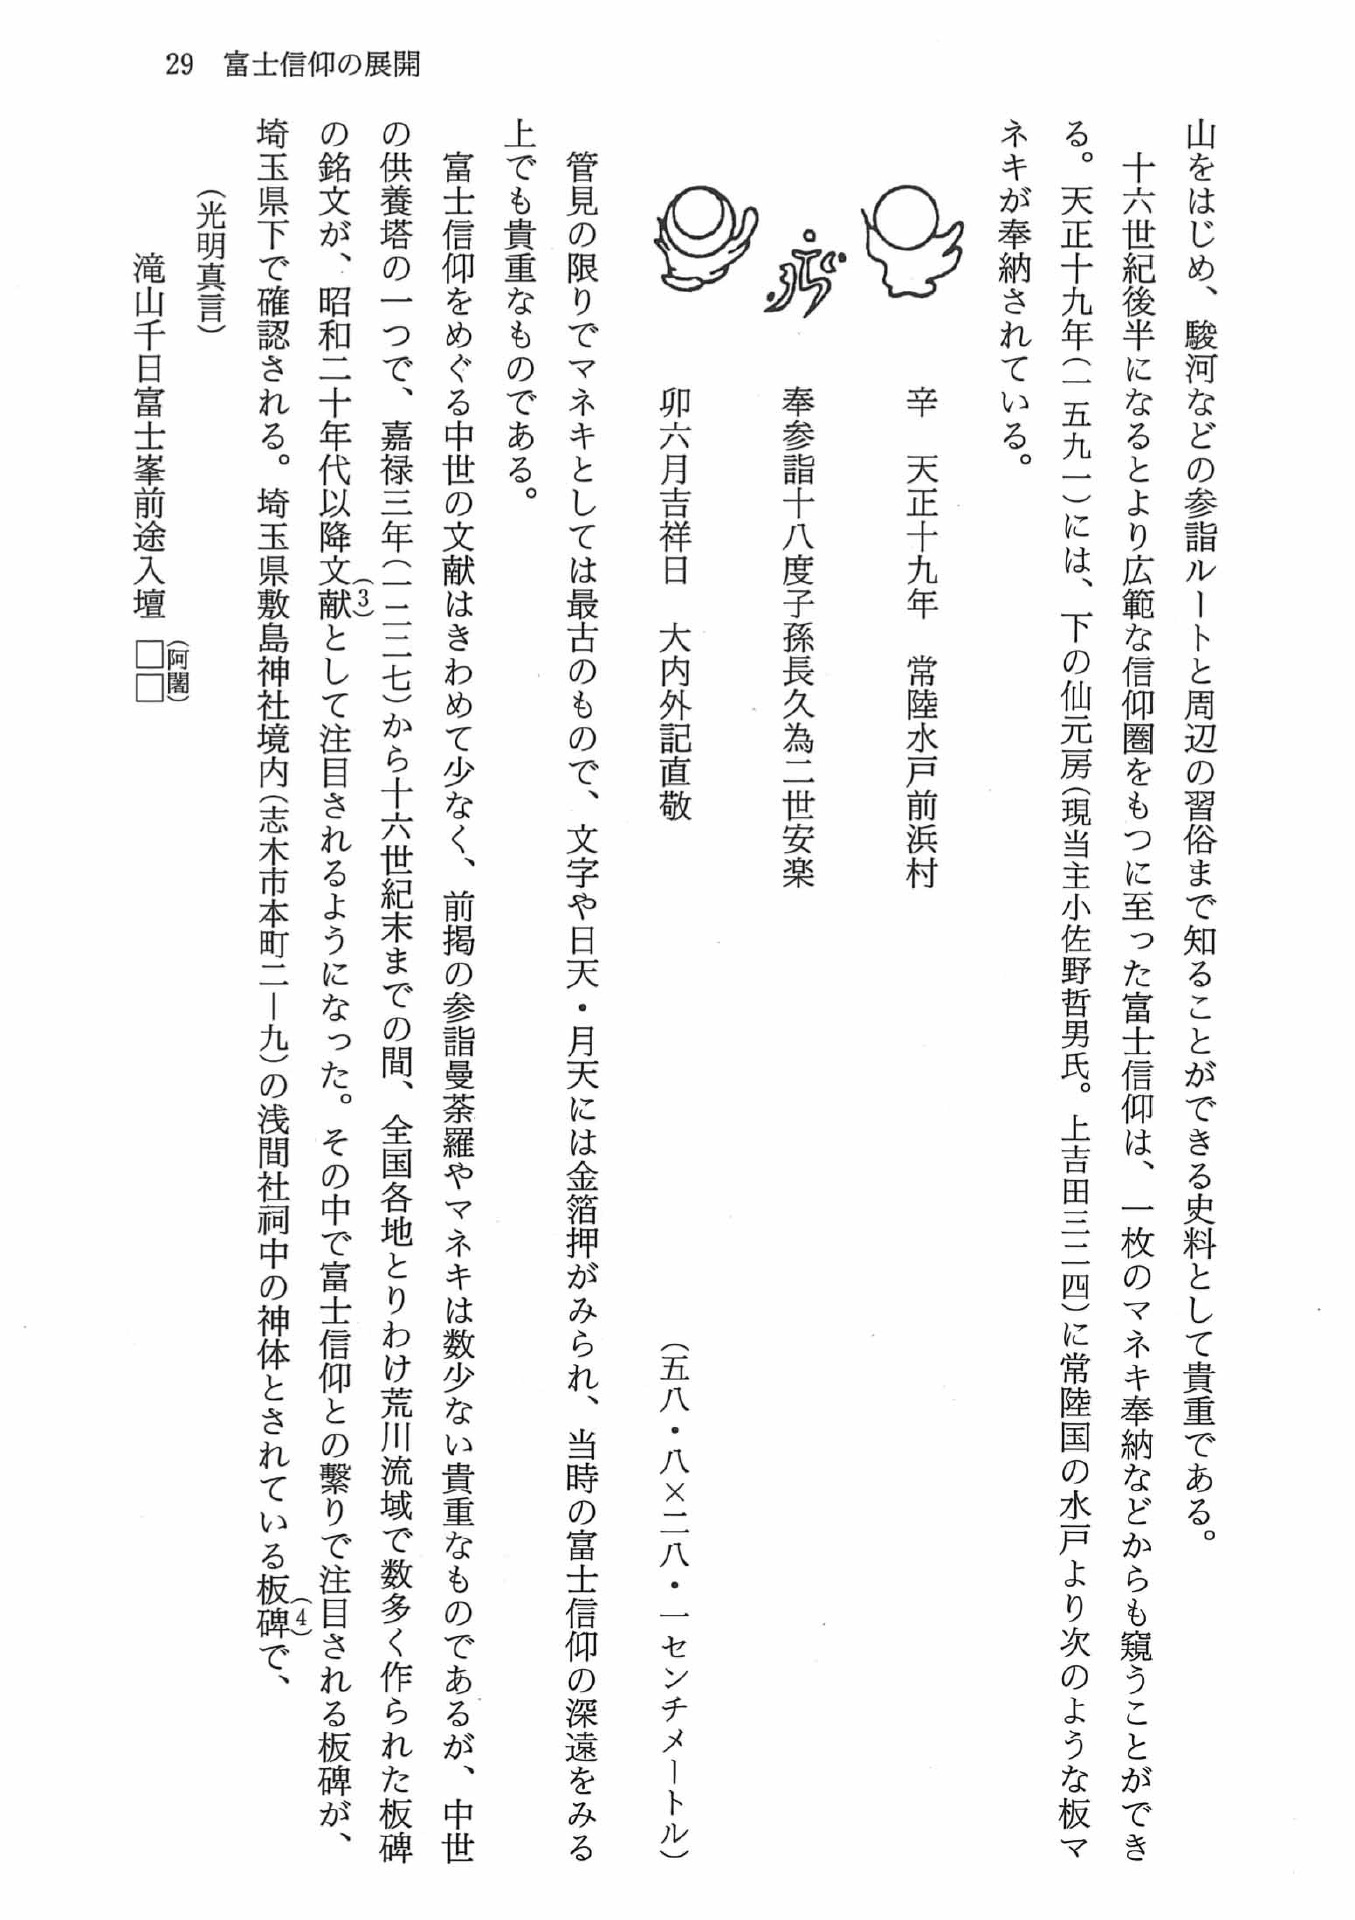 29 富士信仰の展開
山をはじめ、駿河などの参詣ルートと周辺の習俗まで知ることができる史料として貴重である。
十六世紀後半になるとより広範な信仰圏をもつに至った富士信仰は、一枚のマネキ奉納などからも窺うことができ
る。天正十九年(一五九一)には、下の仙元房(現当主小佐野哲男氏。上吉田三二四)に常陸国の水戸より次のような板マ
ネキが奉納されている。
辛 天正十九年 常陸水戸前浜村
奉参詣十八度子孫長久為二世安楽
卯六月吉祥日 大内外記直敬
(五八・八×二八・一センチメートル)
管見の限りでマネキとしては最古のもので、文字や日天・月天には金箔押がみられ、当時の富士信仰の深遠をみる
上でも貴重なものである。
富士信仰をめぐる中世の文献はきわめて少なく、前掲の参詣曼荼羅やマネキは数少ない貴重なものであるが、中世
の供養塔の一つで、嘉禄三年(一二二七)から十六世紀末までの間、全国各地とりわけ荒川流域で数多く作られた板碑
の銘文が、昭和二十年代以降文献(3)として注目されるようになった。その中で富士信仰との繋りで注目される板碑が、
埼玉県下で確認される。埼玉県敷島神社境内(志木市本町二―九)の浅間社祠中の神体とされている板碑(4)で、
(光明真言)
滝山千日富士峯前途入壇 □□(阿闍)